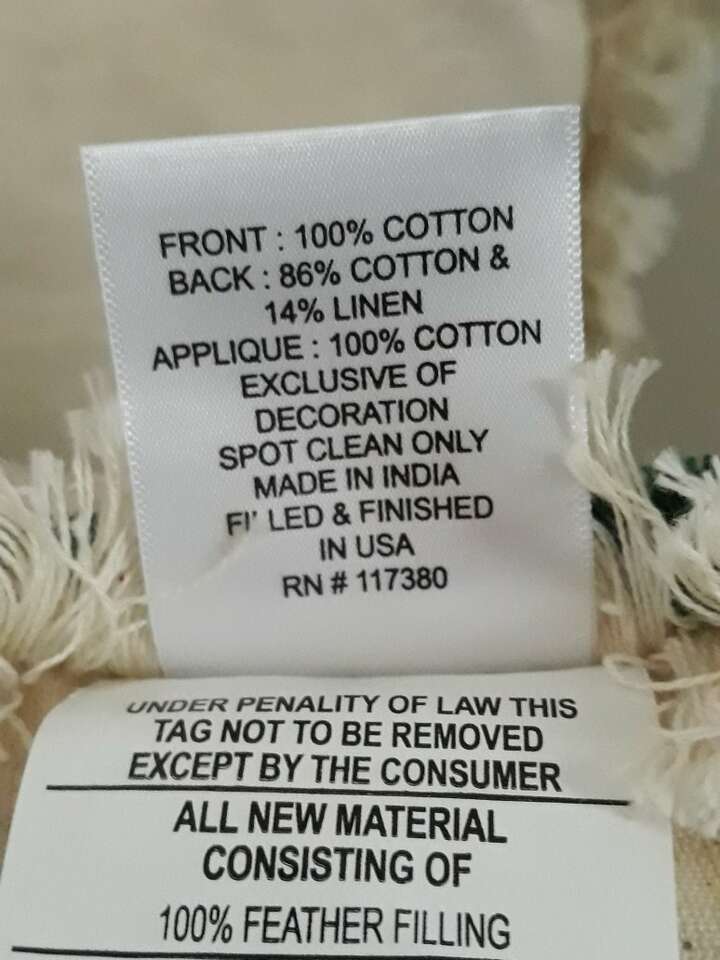 FRONT : 100% COTTON
BACK : 86% COTTON &
14% LINEN
APPLIQUE : 100% COTTON
EXCLUSIVE OF
DECORATION
SPOT CLEAN ONLY
MADE IN INDIA
FI' LED & FINISHED
IN USA
RN # 117380
UNDER PENALITY OF LAW THIS
TAG NOT TO BE REMOVED
EXCEPT BY THE CONSUMER
ALL NEW MATERIAL
CONSISTING OF
100% FEATHER FILLING